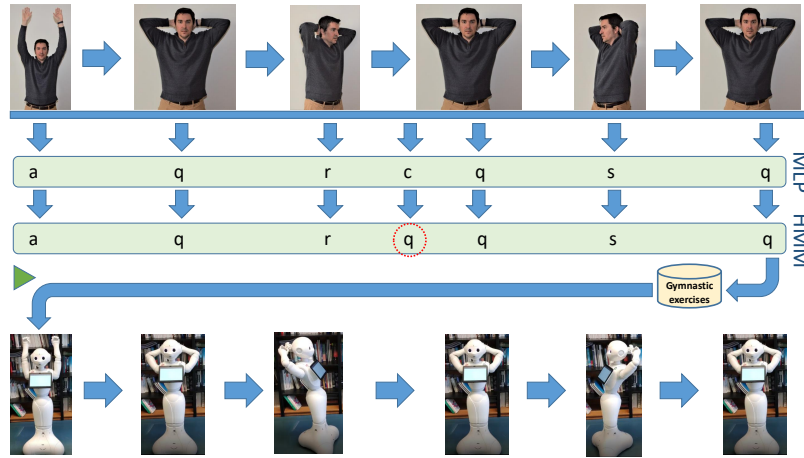 a q r c q s q
MLP
a q r q q s q
HMM
Gymnastic
exercises